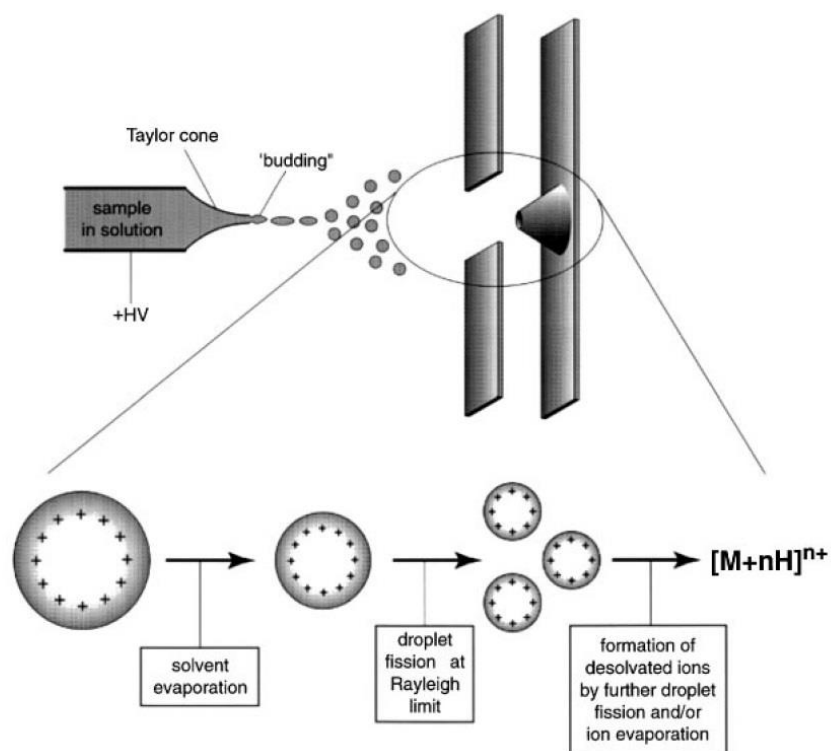 Taylor cone
'budding"
sample
in solution
+HV
[M+nH]ⁿ⁺
solvent
evaporation
droplet
fission at
Rayleigh
limit
formation of
desolvated ions
by further droplet
fission and/or
ion evaporation